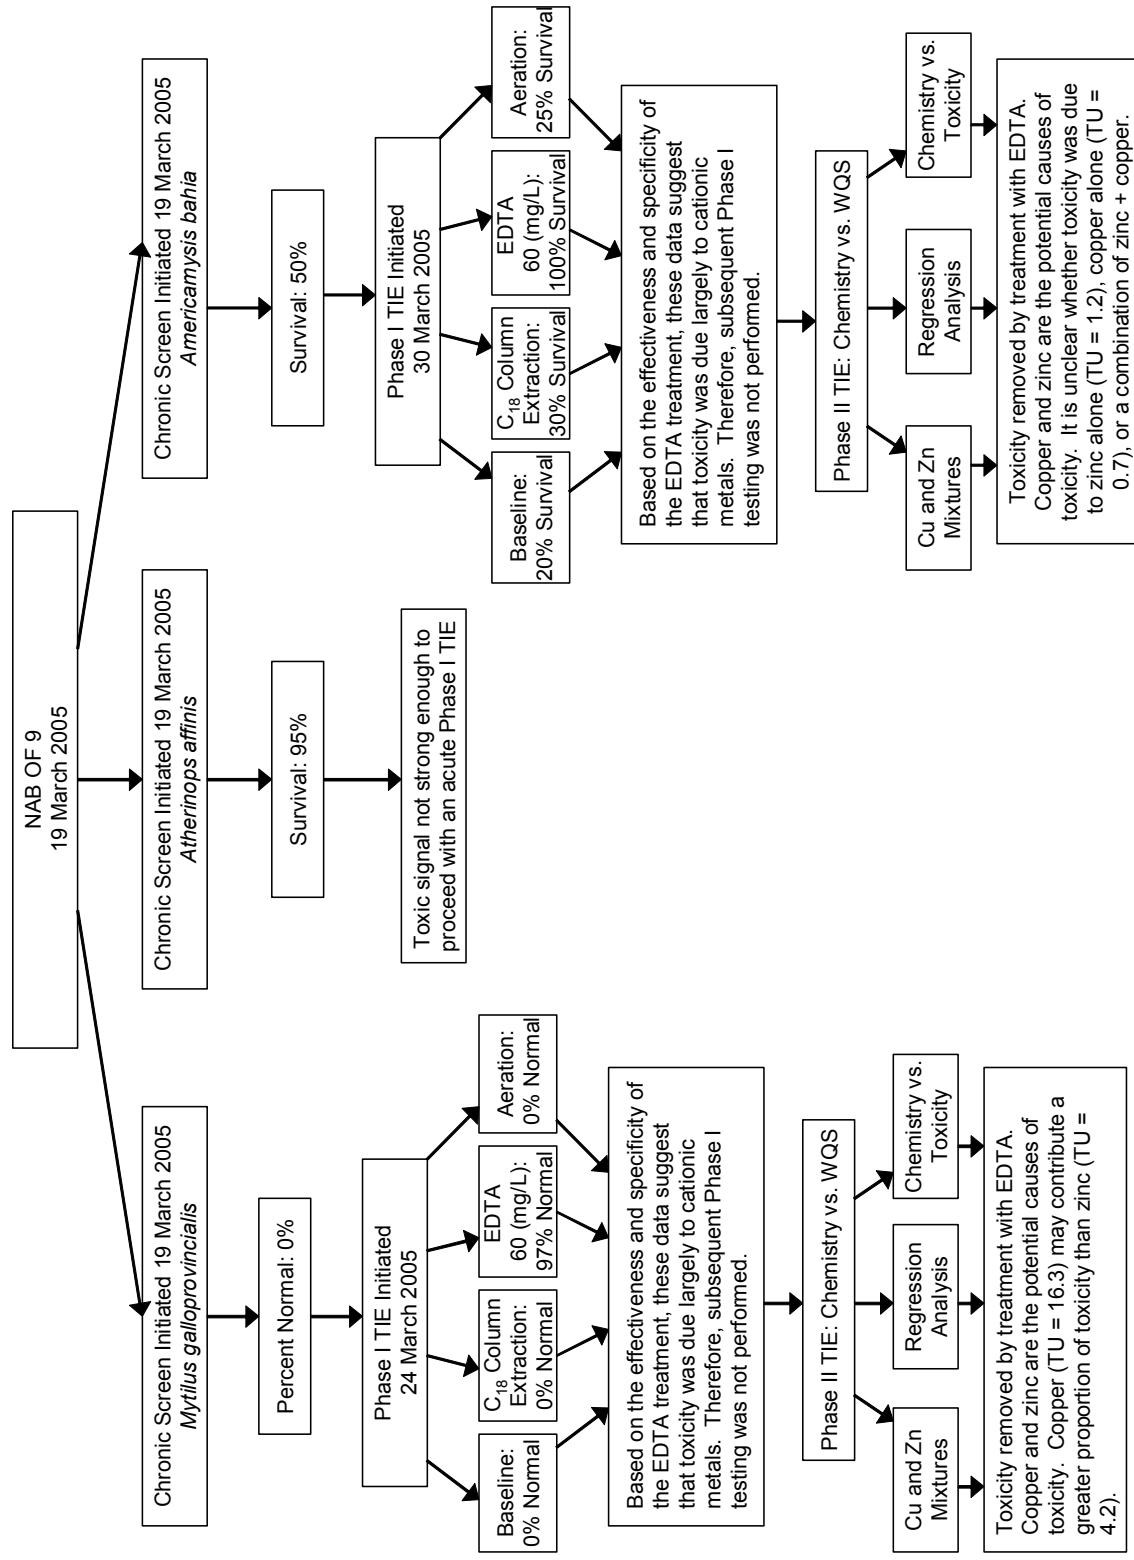 NAB OF 9
19 March 2005
Chronic Screen Initiated 19 March 2005
Mytilus galloprovincialis
Percent Normal: 0%
Phase I TIE Initiated
24 March 2005
Baseline:
0% Normal
C18 Column
Extraction:
0% Normal
EDTA
60 (mg/L):
97% Normal
Aeration:
0% Normal
Based on the effectiveness and specificity of
the EDTA treatment, these data suggest
that toxicity was due largely to cationic
metals. Therefore, subsequent Phase I
testing was not performed.
Phase II TIE: Chemistry vs. WQS
Cu and Zn
Mixtures
Regression
Analysis
Chemistry vs.
Toxicity
Toxicity removed by treatment with EDTA.
Copper and zinc are the potential causes of
toxicity. Copper (TU = 16.3) may contribute a
greater proportion of toxicity than zinc (TU =
4.2).
Chronic Screen Initiated 19 March 2005
Atherinops affinis
Survival: 95%
Toxic signal not strong enough to
proceed with an acute Phase I TIE
Chronic Screen Initiated 19 March 2005
Americamysis bahia
Survival: 50%
Phase I TIE Initiated
30 March 2005
Baseline:
20% Survival
C18 Column
Extraction:
30% Survival
EDTA
60 (mg/L):
100% Survival
Aeration:
25% Survival
Based on the effectiveness and specificity of
the EDTA treatment, these data suggest
that toxicity was due largely to cationic
metals. Therefore, subsequent Phase I
testing was not performed.
Phase II TIE: Chemistry vs. WQS
Cu and Zn
Mixtures
Regression
Analysis
Chemistry vs.
Toxicity
Toxicity removed by treatment with EDTA.
Copper and zinc are the potential causes of
toxicity. It is unclear whether toxicity was due
to zinc alone (TU = 1.2), copper alone (TU =
0.7), or a combination of zinc + copper.